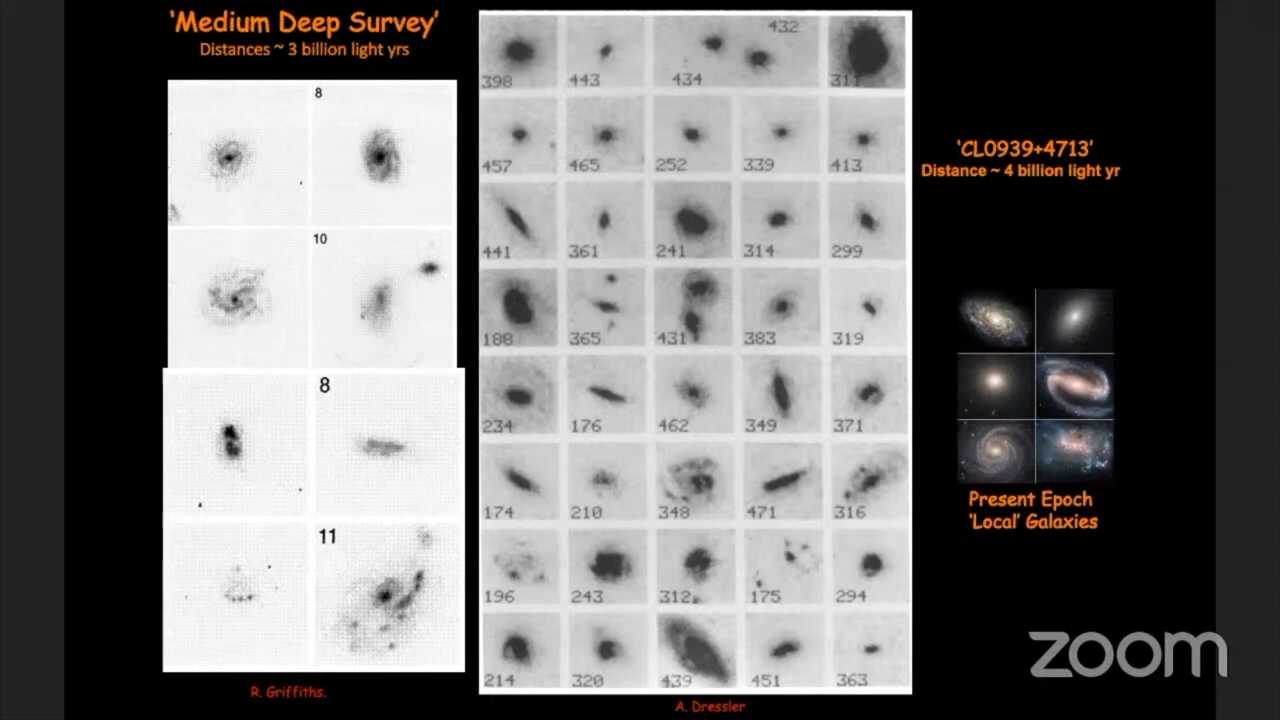 'Medium Deep Survey'
Distances ~ 3 billion light yrs
8
10
8
11
R. Griffiths.
398 443 434 432 311
457 465 252 339 413
441 361 241 314 299
188 365 431 383 319
234 176 462 349 371
174 210 348 471 316
196 243 312 175 294
214 320 439 451 363
A. Dressler
'CL0939+4713'
Distance ~ 4 billion light yr
Present Epoch
'Local' Galaxies
zoom